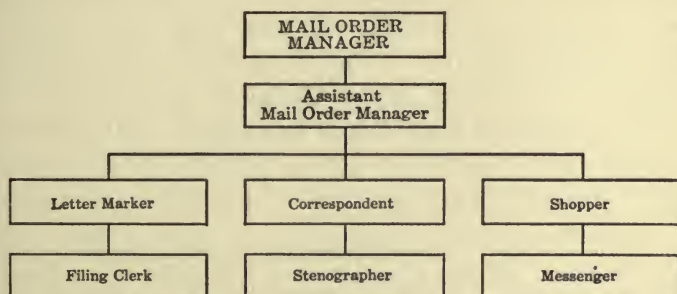 MAIL ORDER
MANAGER
Assistant
Mail Order Manager
Letter Marker
Correspondent
Shopper
Filing Clerk
Stenographer
Messenger